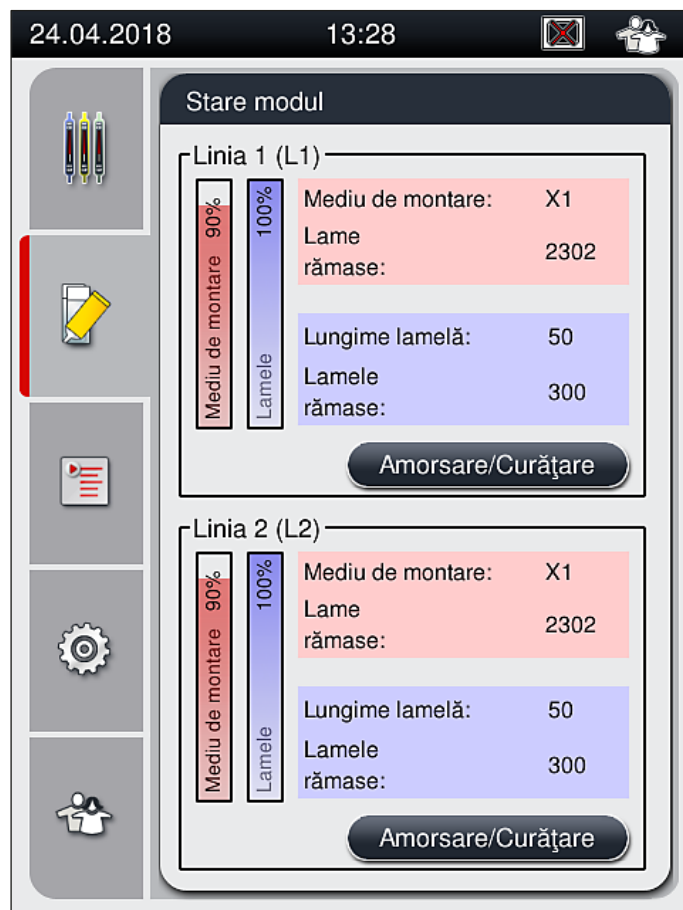 24.04.2018 13:28
Stare modul
Linia 1 (L1)
Mediu de montare 90%
Lamele 100%
Mediu de montare: X1
Lame
rămase: 2302
Lungime lamelă: 50
Lamele
rămase: 300
Amorsare/Curăţare
Linia 2 (L2)
Mediu de montare 90%
Lamele 100%
Mediu de montare: X1
Lame
rămase: 2302
Lungime lamelă: 50
Lamele
rămase: 300
Amorsare/Curăţare